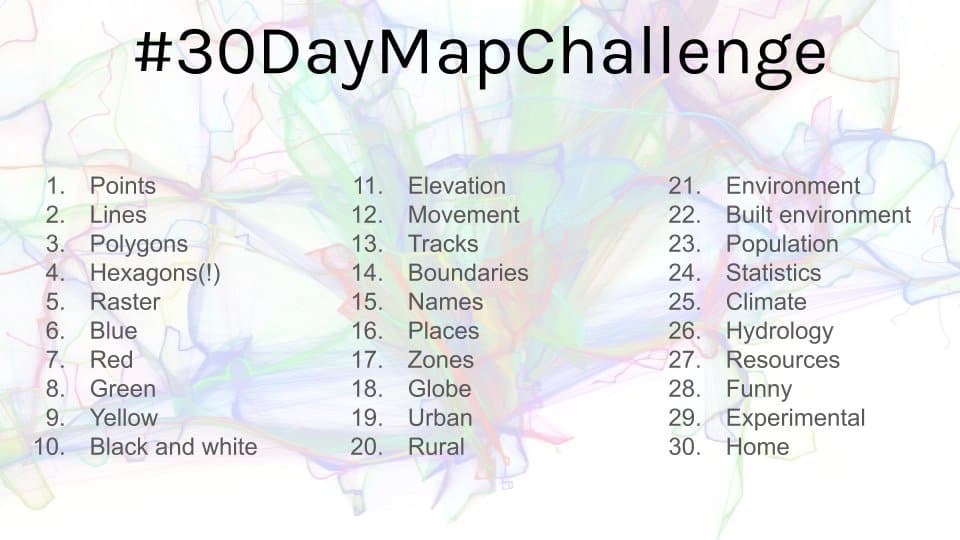 #30DayMapChallenge
1. Points
2. Lines
3. Polygons
4. Hexagons(!)
5. Raster
6. Blue
7. Red
8. Green
9. Yellow
10. Black and white
11. Elevation
12. Movement
13. Tracks
14. Boundaries
15. Names
16. Places
17. Zones
18. Globe
19. Urban
20. Rural
21. Environment
22. Built environment
23. Population
24. Statistics
25. Climate
26. Hydrology
27. Resources
28. Funny
29. Experimental
30. Home